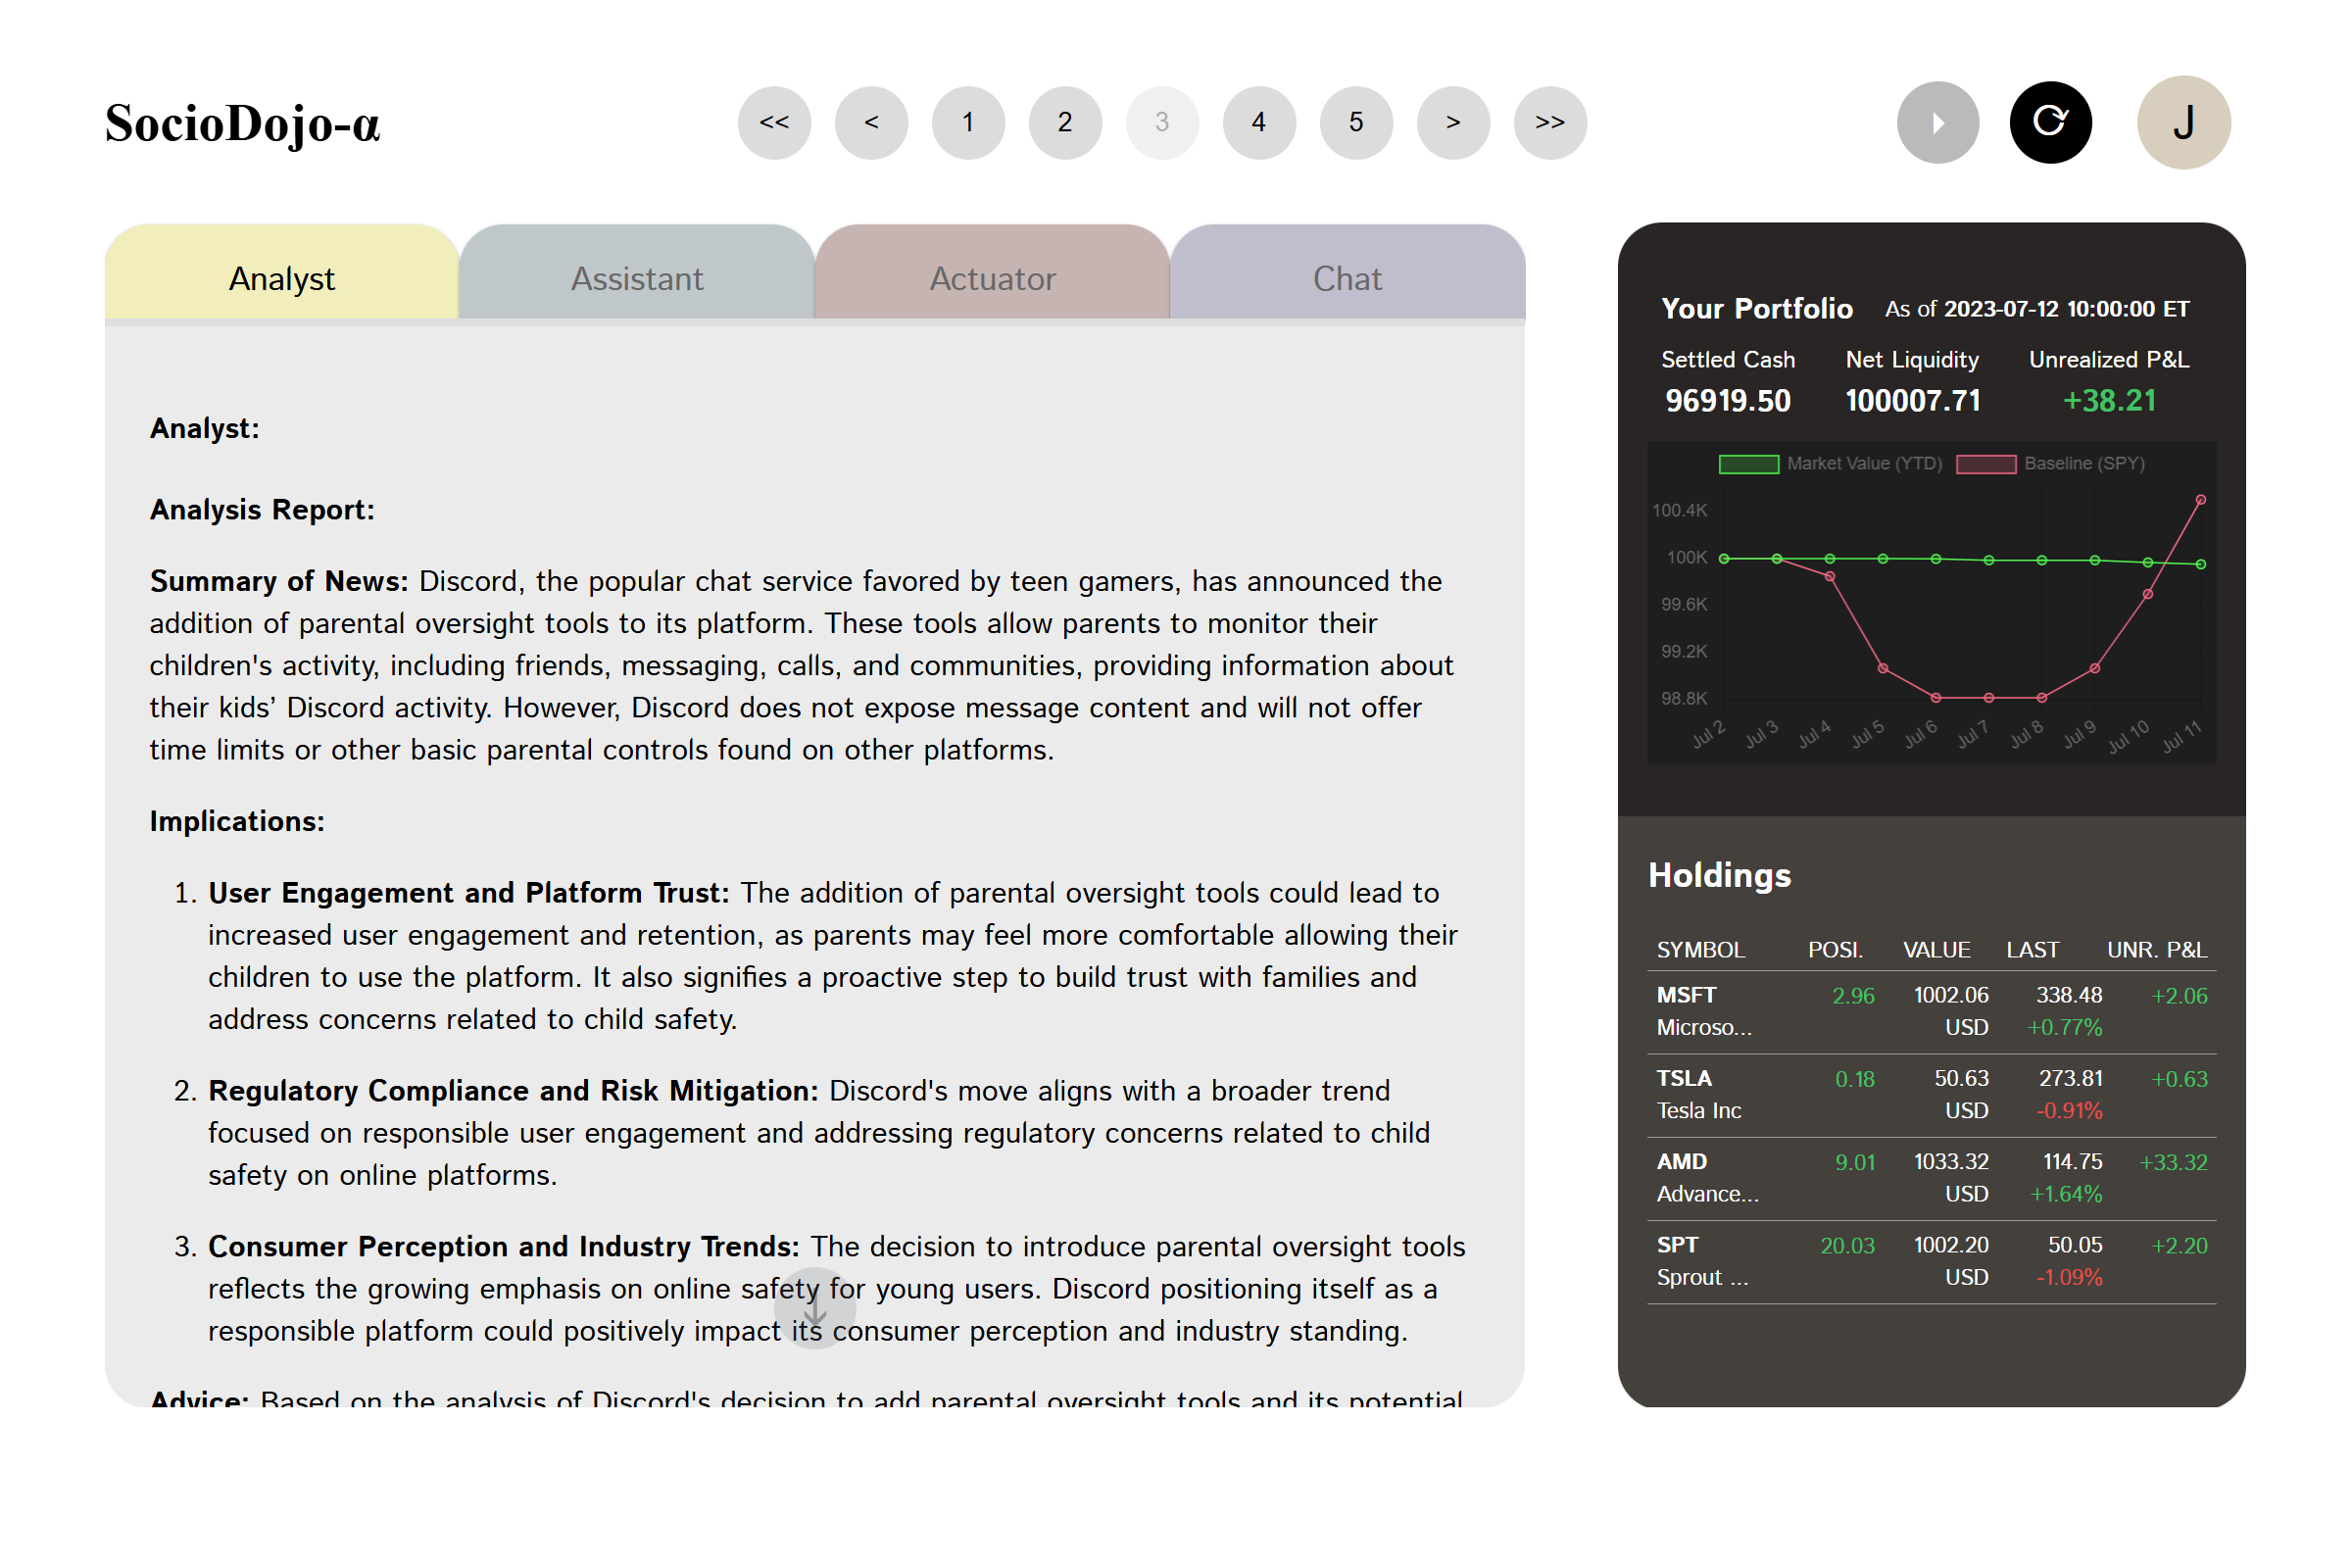 SocioDojo-α
<< < 1 2 3 4 5 > >>
J
Analyst Assistant Actuator Chat
Analyst:
Analysis Report:
Summary of News: Discord, the popular chat service favored by teen gamers, has announced the
addition of parental oversight tools to its platform. These tools allow parents to monitor their
children's activity, including friends, messaging, calls, and communities, providing information about
their kids’ Discord activity. However, Discord does not expose message content and will not offer
time limits or other basic parental controls found on other platforms.
Implications:
1. User Engagement and Platform Trust: The addition of parental oversight tools could lead to
increased user engagement and retention, as parents may feel more comfortable allowing their
children to use the platform. It also signifies a proactive step to build trust with families and
address concerns related to child safety.
2. Regulatory Compliance and Risk Mitigation: Discord's move aligns with a broader trend
focused on responsible user engagement and addressing regulatory concerns related to child
safety on online platforms.
3. Consumer Perception and Industry Trends: The decision to introduce parental oversight tools
reflects the growing emphasis on online safety for young users. Discord positioning itself as a
responsible platform could positively impact its consumer perception and industry standing.
Advice: Based on the analysis of Discord's decision to add parental oversight tools and its potential
Your Portfolio As of 2023-07-12 10:00:00 ET
Settled Cash Net Liquidity Unrealized P&L
96919.50 100007.71 +38.21
Market Value (YTD) Baseline (SPY)
100.4K
100K
99.6K
99.2K
98.8K
Jul 2 Jul 3 Jul 4 Jul 5 Jul 6 Jul 7 Jul 8 Jul 9 Jul 10 Jul 11
Holdings
SYMBOL POSI. VALUE LAST UNR. P&L
MSFT 2.96 1002.06 338.48 +2.06
Microso... USD +0.77%
TSLA 0.18 50.63 273.81 +0.63
Tesla Inc USD -0.91%
AMD 9.01 1033.32 114.75 +33.32
Advance... USD +1.64%
SPT 20.03 1002.20 50.05 +2.20
Sprout ... USD -1.09%